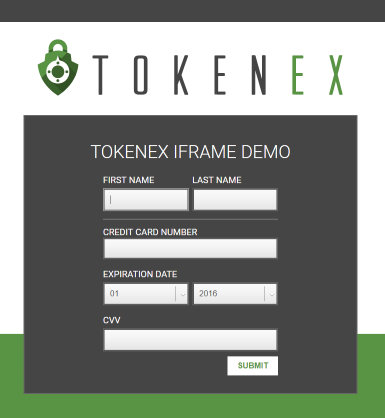 TOKENEX
TOKENEX IFRAME DEMO
FIRST NAME LAST NAME
CREDIT CARD NUMBER
EXPIRATION DATE
01 2016
CVV
SUBMIT